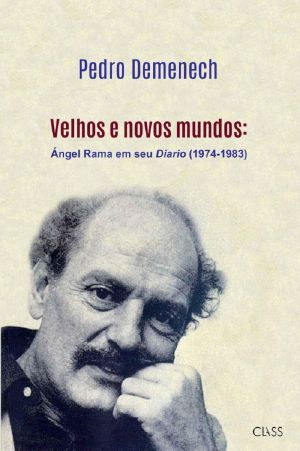 Pedro Demenech
Velhos e novos mundos:
Ángel Rama em seu Diario (1974-1983)
CLASS